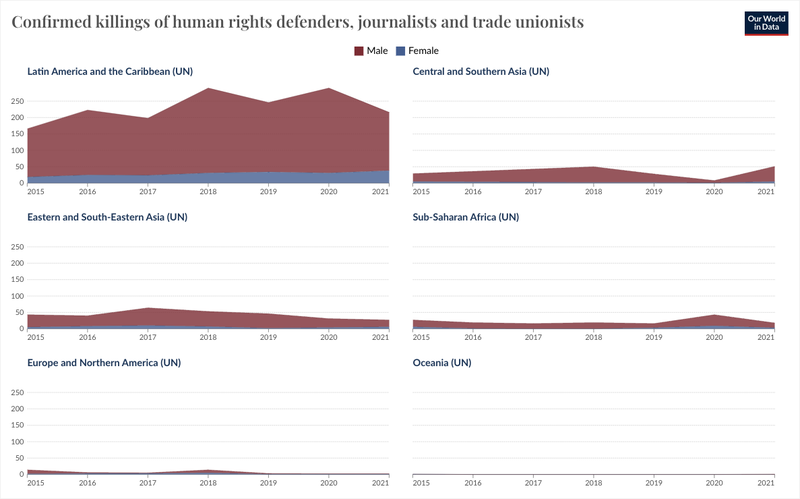 Confirmed killings of human rights defenders, journalists and trade unionists
Our World
in Data
Male Female
Latin America and the Caribbean (UN)
250
200
150
100
50
0
2015 2016 2017 2018 2019 2020 2021
Central and Southern Asia (UN)
2015 2016 2017 2018 2019 2020 2021
Eastern and South-Eastern Asia (UN)
250
200
150
100
50
0
2015 2016 2017 2018 2019 2020 2021
Sub-Saharan Africa (UN)
2015 2016 2017 2018 2019 2020 2021
Europe and Northern America (UN)
250
200
150
100
50
0
2015 2016 2017 2018 2019 2020 2021
Oceania (UN)
2015 2016 2017 2018 2019 2020 2021